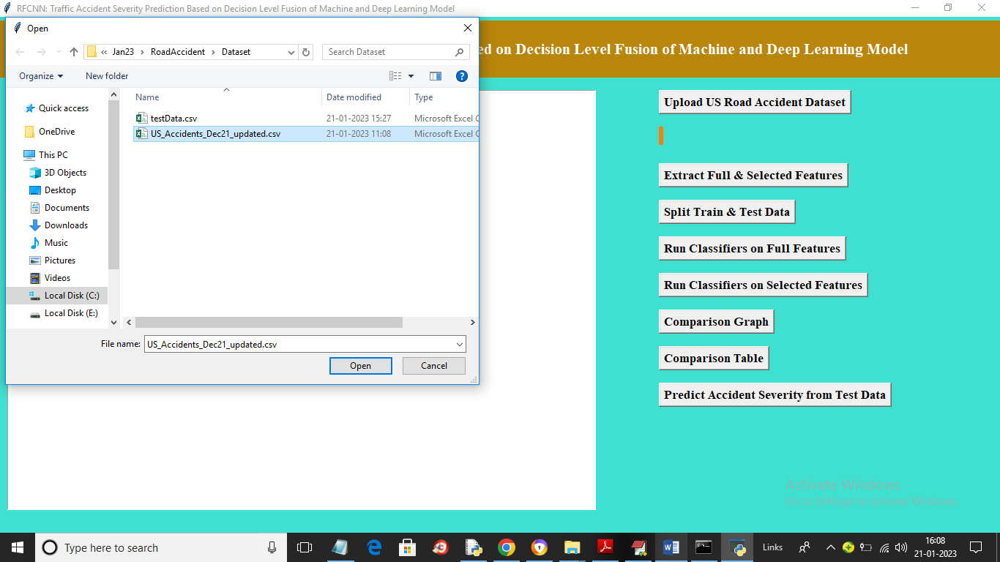 RFCNN: Traffic Accident Severity Prediction Based on Decision Level Fusion of Machine and Deep Learning Model
Open
« Jan23 > RoadAccident > Dataset
Search Dataset
ed on Decision Level Fusion of Machine and Deep Learning Model
Organize
New folder
Quick access
OneDrive
This PC
3D Objects
Desktop
Documents
Downloads
Music
Pictures
Videos
Local Disk (C:)
Local Disk (E:)
Name Date modified Type
testData.csv 21-01-2023 15:27 Microsoft Excel C
US_Accidents_Dec21_updated.csv 21-01-2023 11:08 Microsoft Excel C
File name: US_Accidents_Dec21_updated.csv
Open Cancel
Upload US Road Accident Dataset
Extract Full & Selected Features
Split Train & Test Data
Run Classifiers on Full Features
Run Classifiers on Selected Features
Comparison Graph
Comparison Table
Predict Accident Severity from Test Data
Activate Windows
Go to Settings to activate Windows.
Type here to search
Links
16:08
21-01-2023